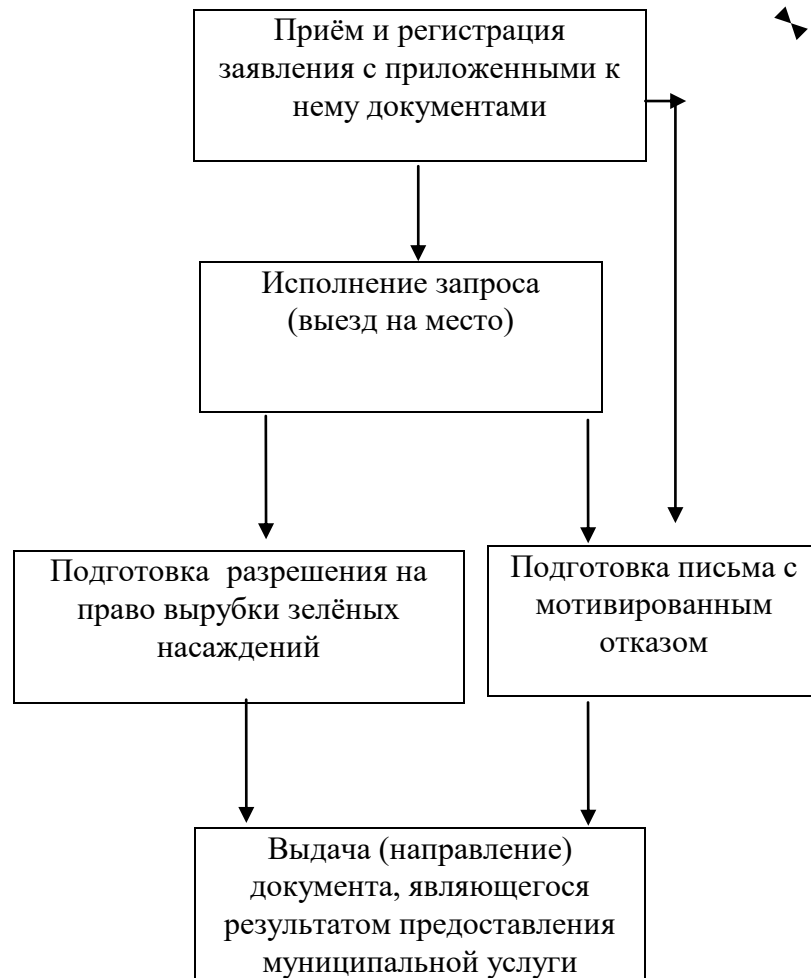 Приём и регистрация
заявления с приложенными к
нему документами
Исполнение запроса
(выезд на место)
Подготовка  разрешения на
право вырубки зелёных
насаждений
Подготовка письма с
мотивированным
отказом
Выдача (направление)
документа, являющегося
результатом предоставления
муниципальной услуги